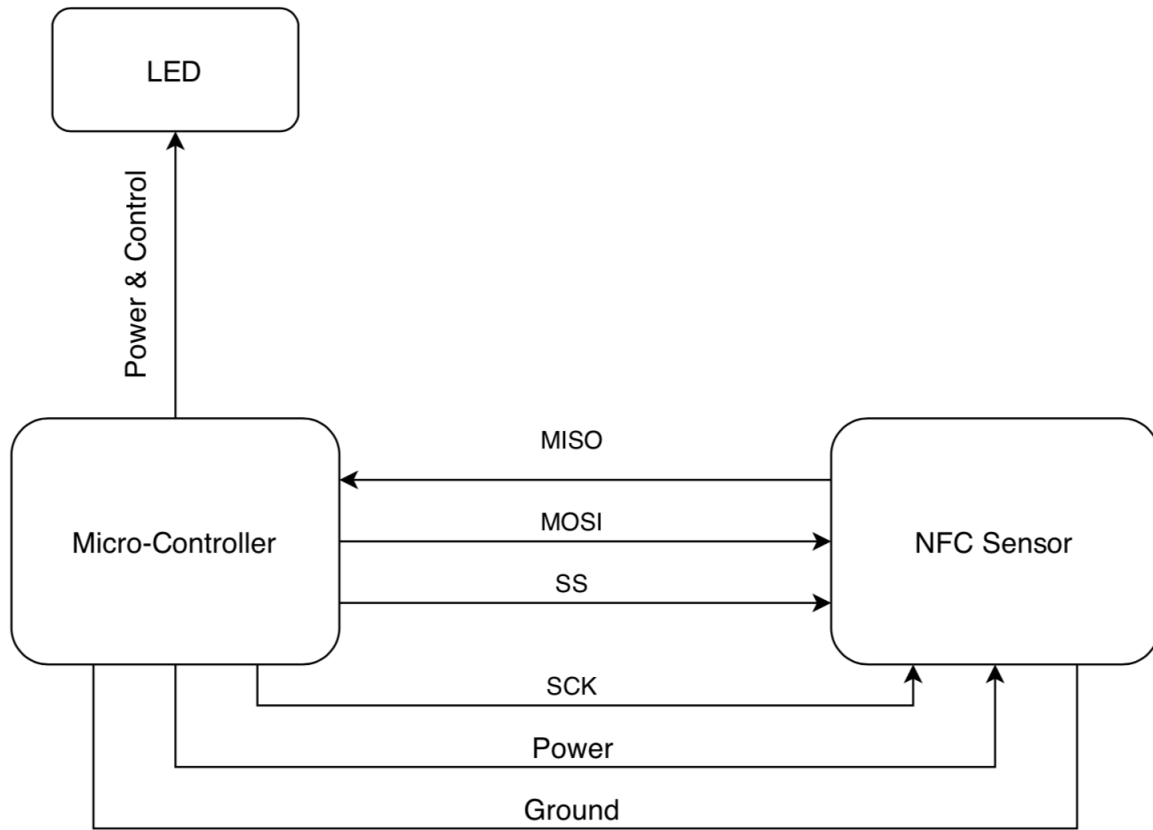 LED
Power & Control
MISO
Micro-Controller
MOSI
NFC Sensor
SS
SCK
Power
Ground